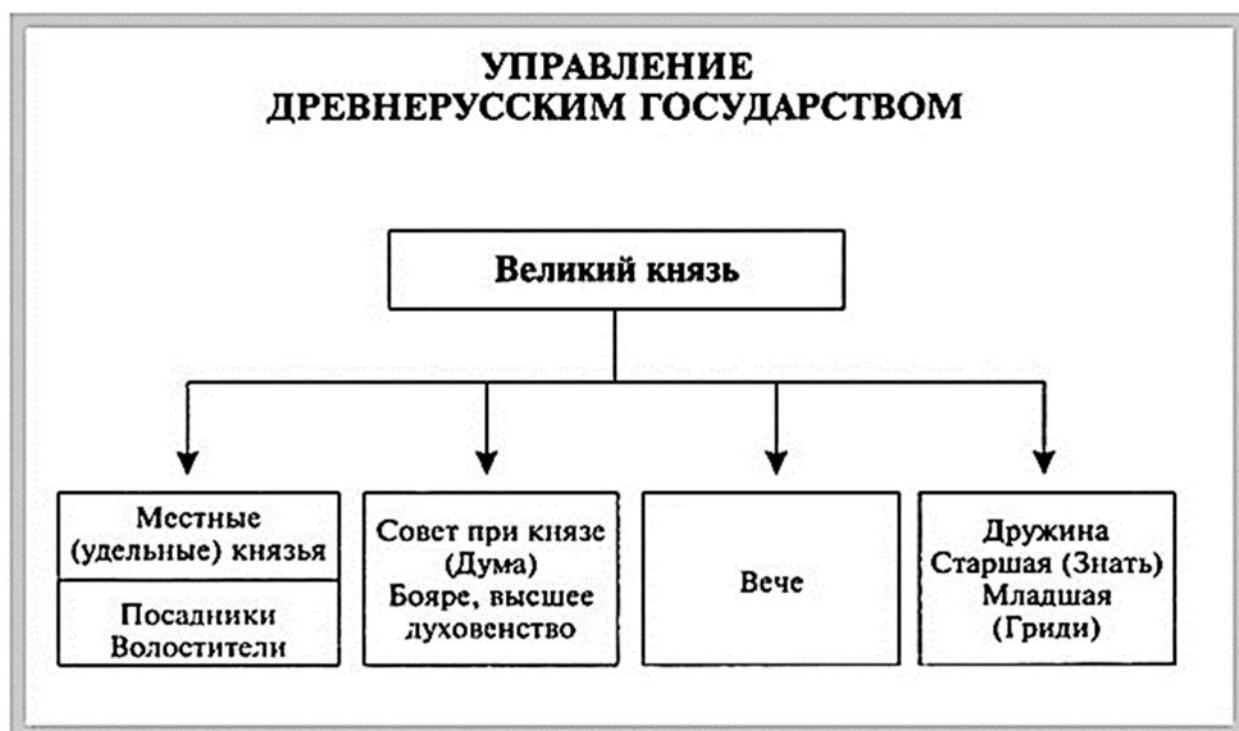 УПРАВЛЕНИЕ
ДРЕВНЕРУССКИМ ГОСУДАРСТВОМ
Великий князь
Местные
(удельные) князья
Посадники
Волостители
Совет при князе
(Дума)
Бояре, высшее
духовенство
Вече
Дружина
Старшая (Знать)
Младшая
(Гриди)